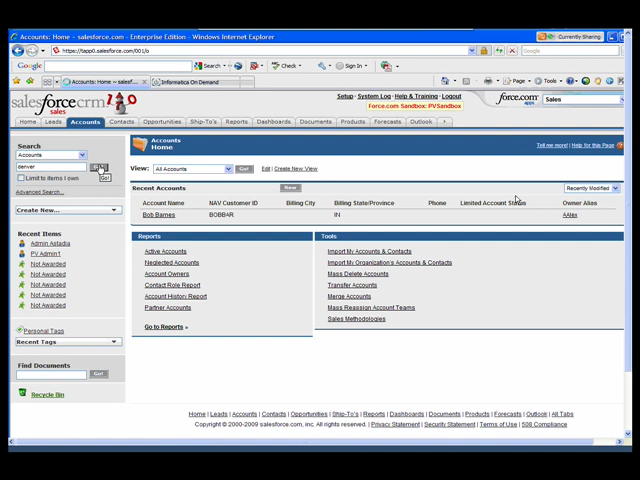 Accounts: Home ~ salesforce.com - Enterprise Edition - Windows Internet Explorer
Currently Sharing
https://tapp0.salesforce.com/001/o
Google
Google
Search
Check
Sign In
Accounts: Home ~ salesf...
Informatica On Demand
Page
Tools
salesforcecrm 10
sales
Setup · System Log · Help & Training · Logout
Force.com Sandbox: PVSandbox
force.com
apps
Sales
Home
Leads
Accounts
Contacts
Opportunities
Ship-To's
Reports
Dashboards
Documents
Products
Forecasts
Outlook
Search
Accounts
denver
Go!
Limit to items I own
Advanced Search...
Create New...
Recent Items
Admin Astadia
PV Admin1
Not Awarded
Not Awarded
Not Awarded
Not Awarded
Not Awarded
Personal Tags
Recent Tags
Find Documents
Go!
Recycle Bin
Accounts
Home
Tell me more! | Help for this Page
View: All Accounts Go! Edit | Create New View
Recent Accounts New Recently Modified
Account Name NAV Customer ID Billing City Billing State/Province Phone Limited Account Status Owner Alias
Bob Barnes BOBBAR IN AAlex
Reports
Active Accounts
Neglected Accounts
Account Owners
Contact Role Report
Account History Report
Partner Accounts
Go to Reports »
Tools
Import My Accounts & Contacts
Import My Organization's Accounts & Contacts
Mass Delete Accounts
Transfer Accounts
Merge Accounts
Mass Reassign Account Teams
Sales Methodologies
Home | Leads | Accounts | Contacts | Opportunities | Ship-To's | Reports | Dashboards | Documents | Products | Forecasts | Outlook | All Tabs
Copyright © 2000-2009 salesforce.com, inc. All rights reserved. | Privacy Statement | Security Statement | Terms of Use | 508 Compliance